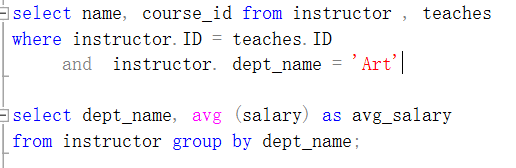 select name, course_id from instructor , teaches
where instructor.ID = teaches.ID
and instructor. dept_name = 'Art'
select dept_name, avg (salary) as avg_salary
from instructor group by dept_name;